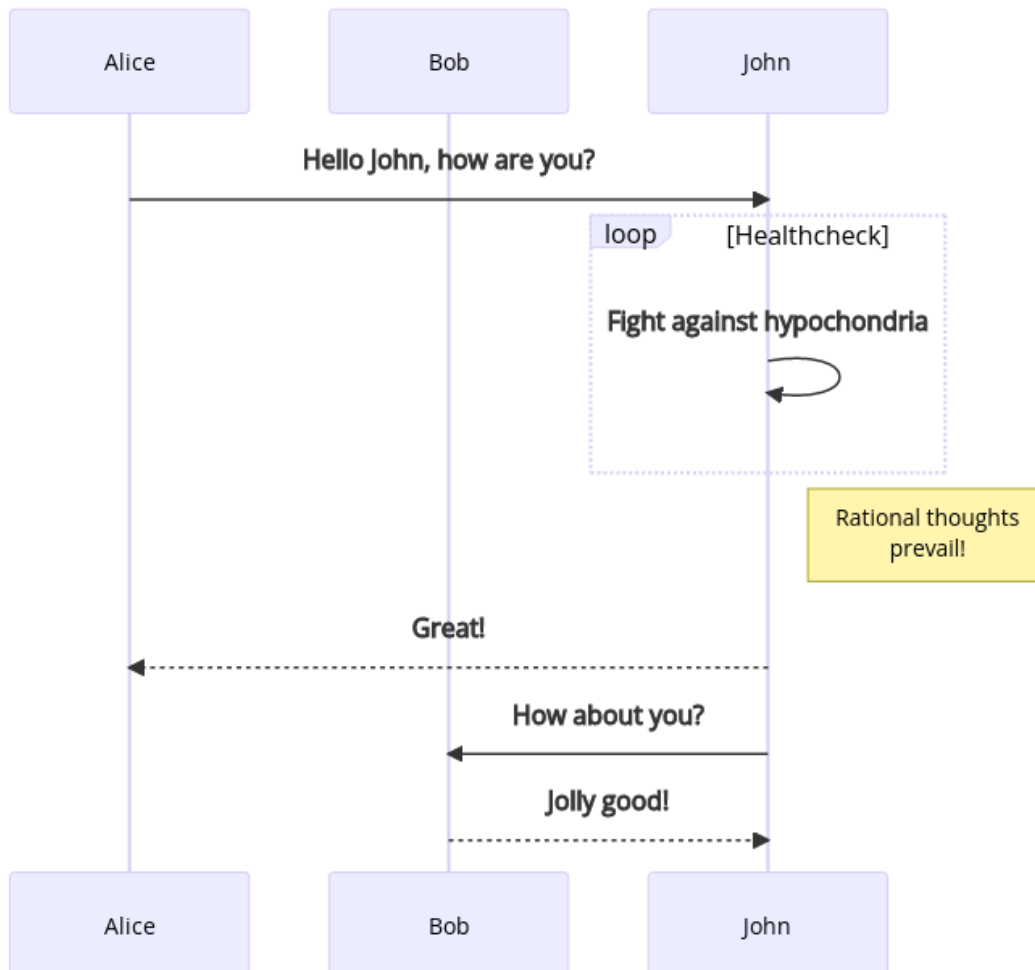 Alice
Bob
John
Hello John, how are you?
loop
[Healthcheck]
Fight against hypochondria
Rational thoughts
prevail!
Great!
How about you?
Jolly good!
Alice
Bob
John